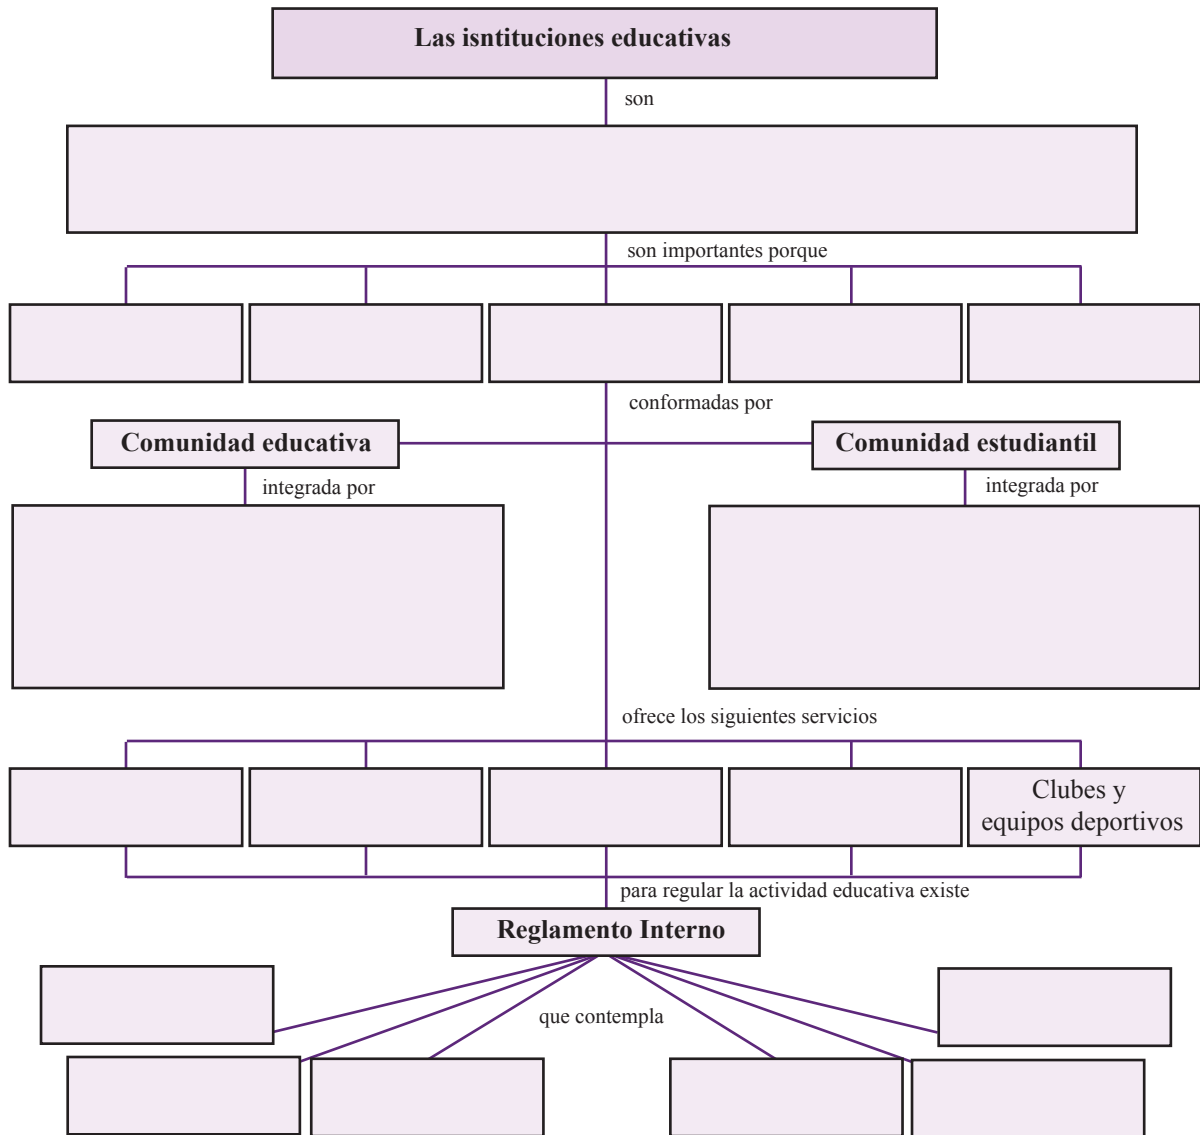 Las isntituciones educativas
son
son importantes porque
conformadas por
Comunidad educativa
Comunidad estudiantil
integrada por
integrada por
ofrece los siguientes servicios
Clubes y
equipos deportivos
para regular la actividad educativa existe
Reglamento Interno
que contempla